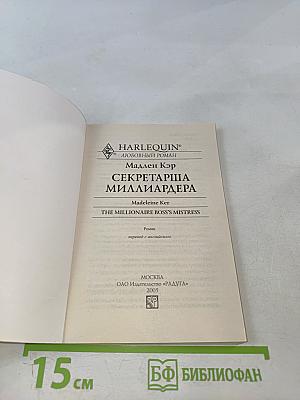 HARLEQUIN®
ЛЮБОВНЫЙ РОМАН
Мадлен Кэр
СЕКРЕТАРША
МИЛЛИАРДЕРА
Madeleine Ker
THE MILLIONAIRE BOSS'S MISTRESS
Роман
перевод с английского
МОСКВА
ОАО Издательство «РАДУГА»
2005
15 см
БФ БИБЛИОФАН